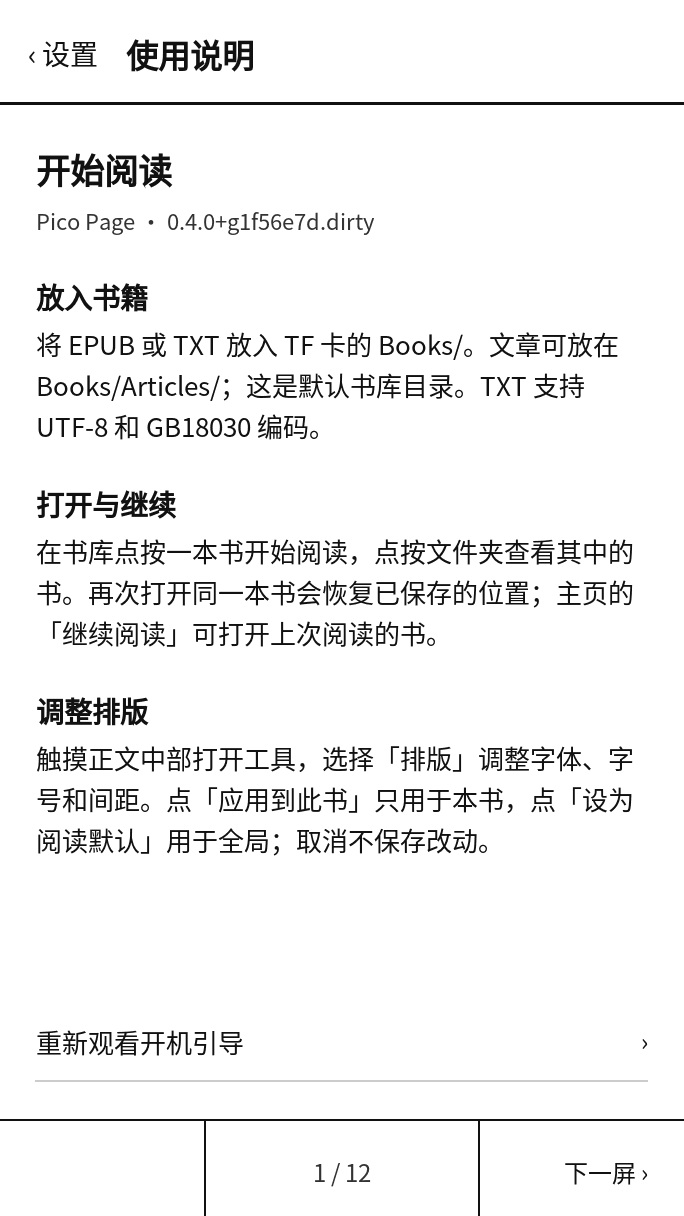 ‹ 设置 使用说明
开始阅读
Pico Page • 0.4.0+g1f56e7d.dirty
放入书籍
将 EPUB 或 TXT 放入 TF 卡的 Books/。文章可放在
Books/Articles/；这是默认书库目录。TXT 支持
UTF-8 和 GB18030 编码。
打开与继续
在书库点按一本书开始阅读，点按文件夹查看其中的
书。再次打开同一本书会恢复已保存的位置；主页的
「继续阅读」可打开上次阅读的书。
调整排版
触摸正文中部打开工具，选择「排版」调整字体、字
号和间距。点「应用到此书」只用于本书，点「设为
阅读默认」用于全局；取消不保存改动。
重新观看开机引导 ›
1 / 12 下一屏 ›